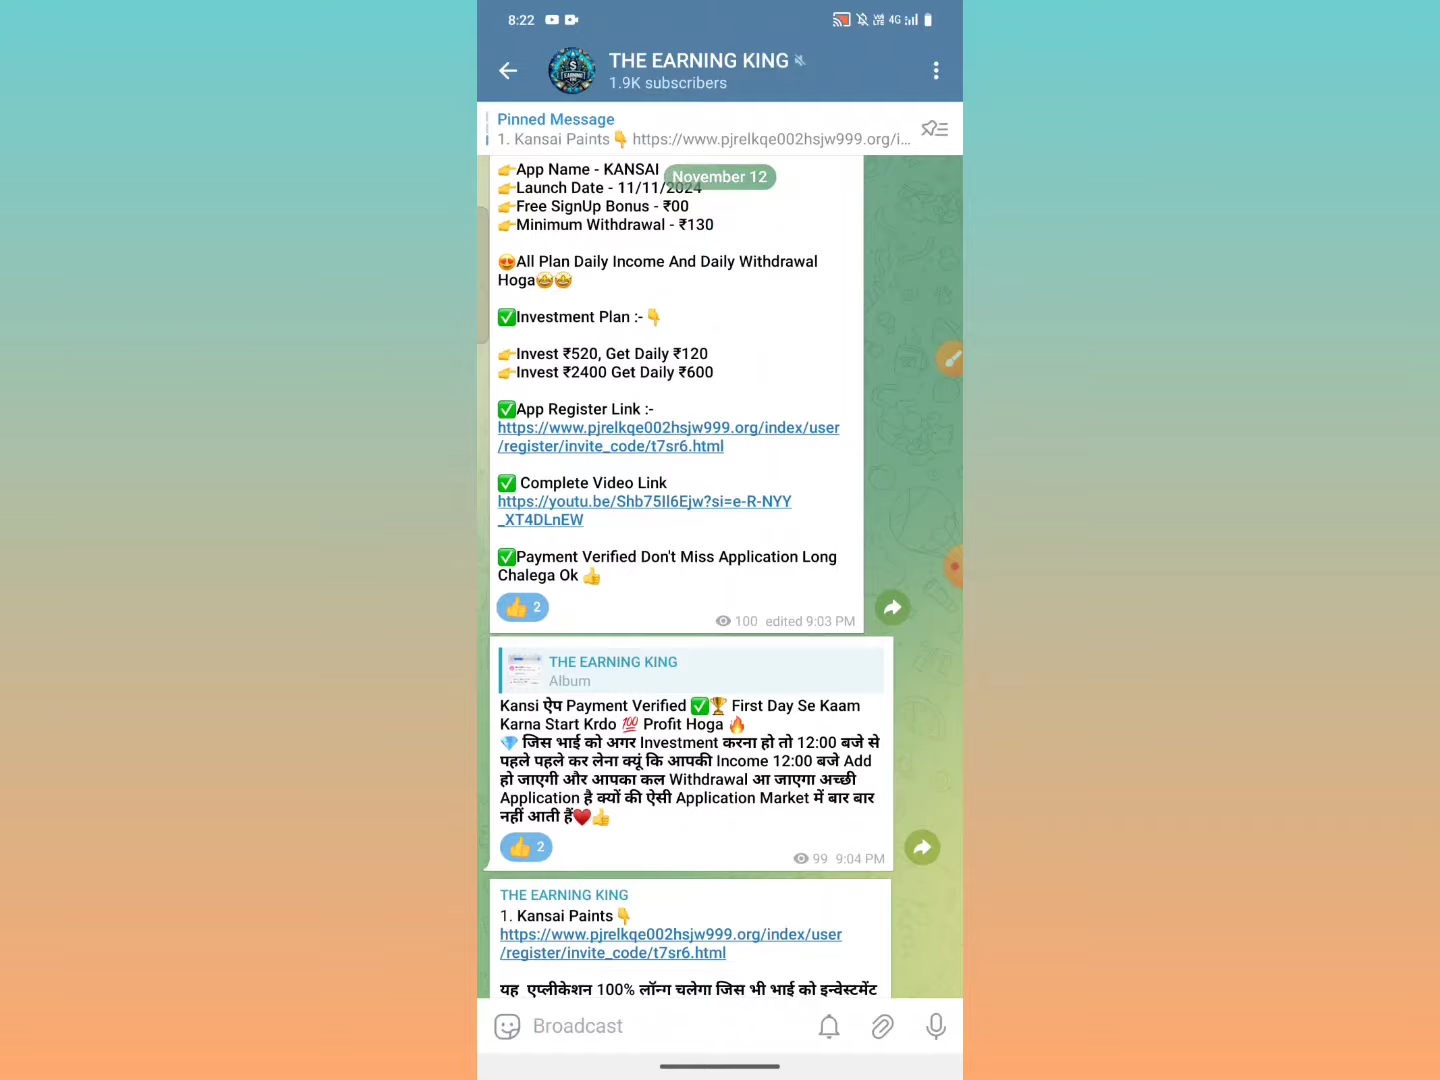 8:22
4G
THE EARNING KING
1.9K subscribers
Pinned Message
1. Kansai Paints👇 https://www.pjrelkqe002hsjw999.org/i...
👉App Name - KANSAI
November 12
👉Launch Date - 11/11/2024
👉Free SignUp Bonus - ₹00
👉Minimum Withdrawal - ₹130
😍All Plan Daily Income And Daily Withdrawal
Hoga🤩🤩
✅Investment Plan :- 👇
👉Invest ₹520, Get Daily ₹120
👉Invest ₹2400 Get Daily ₹600
✅App Register Link :-
https://www.pjrelkqe002hsjw999.org/index/user
/register/invite_code/t7sr6.html
✅ Complete Video Link
https://youtu.be/Shb75Il6Ejw?si=e-R-NYY
_XT4DLnEW
✅Payment Verified Don't Miss Application Long
Chalega Ok 👍
👍 2
100 edited 9:03 PM
THE EARNING KING
Album
Kansi ऐप Payment Verified ✅🏆 First Day Se Kaam
Karna Start Krdo 💯 Profit Hoga 🔥
💎 जिस भाई को अगर Investment करना हो तो 12:00 बजे से
पहले पहले कर लेना क्यूं कि आपकी Income 12:00 बजे Add
हो जाएगी और आपका कल Withdrawal आ जाएगा अच्छी
Application है क्यों की ऐसी Application Market में बार बार
नहीं आती हैं♥️👍
👍 2
99 9:04 PM
THE EARNING KING
1. Kansai Paints👇
https://www.pjrelkqe002hsjw999.org/index/user
/register/invite_code/t7sr6.html
यह एप्लीकेशन 100% लॉन्ग चलेगा जिस भी भाई को इन्वेस्टमेंट
Broadcast